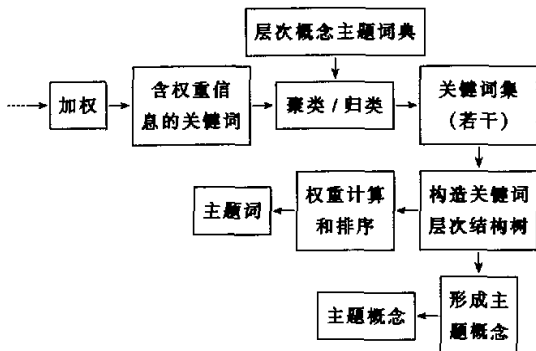 层次概念主题词典
加权
含权重信
息的关键词
聚类/归类
关键词集
(若干)
主题词
权重计算
和排序
构造关键词
层次结构树
主题概念
形成主
题概念